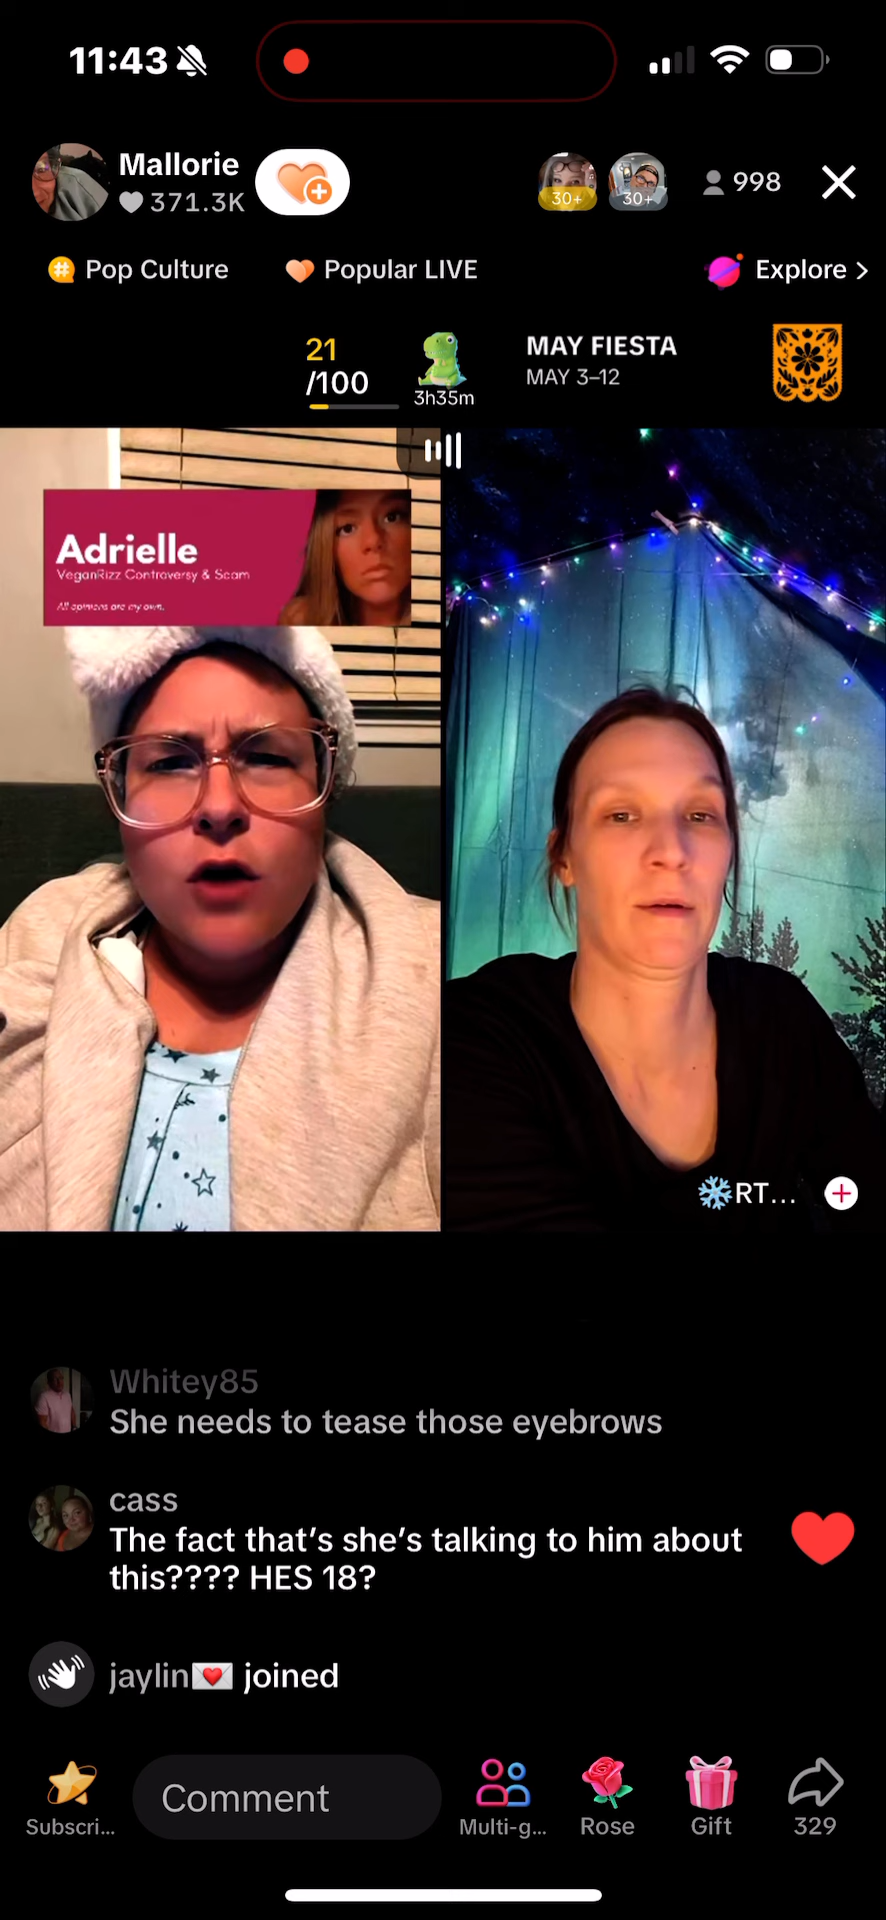 11:43
Mallorie
371.3K
30+
30+
998
Pop Culture
Popular LIVE
Explore >
21
/100
3h35m
MAY FIESTA
MAY 3–12
Adrielle
VeganRizz Controversy & Scam
All opinions are my own.
❄️RT...
Whitey85
She needs to tease those eyebrows
cass
The fact that’s she’s talking to him about
this???? HES 18?
jaylin💌 joined
Subscri...
Comment
Multi-g...
Rose
Gift
329